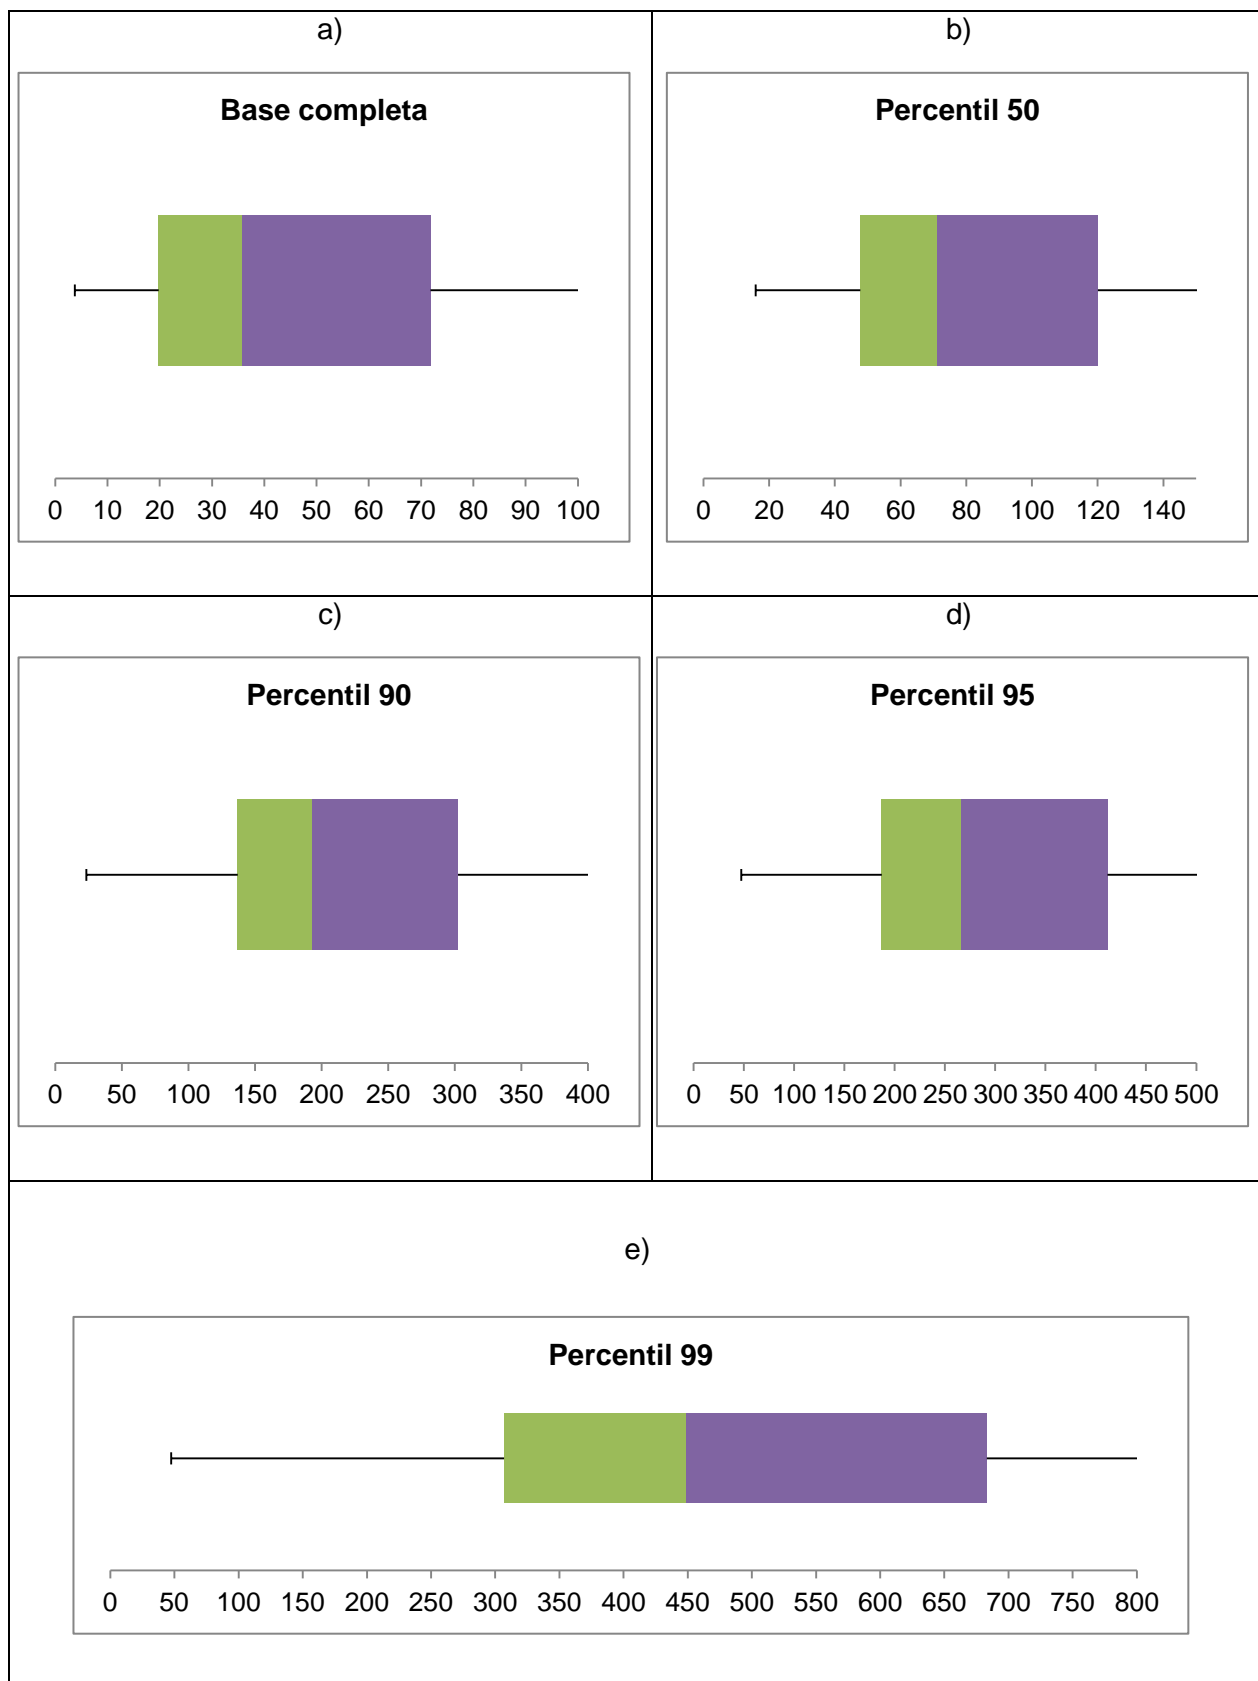 a)
Base completa
0 10 20 30 40 50 60 70 80 90 100
b)
Percentil 50
0 20 40 60 80 100 120 140
c)
Percentil 90
0 50 100 150 200 250 300 350 400
d)
Percentil 95
0 50 100 150 200 250 300 350 400 450 500
e)
Percentil 99
0 50 100 150 200 250 300 350 400 450 500 550 600 650 700 750 800